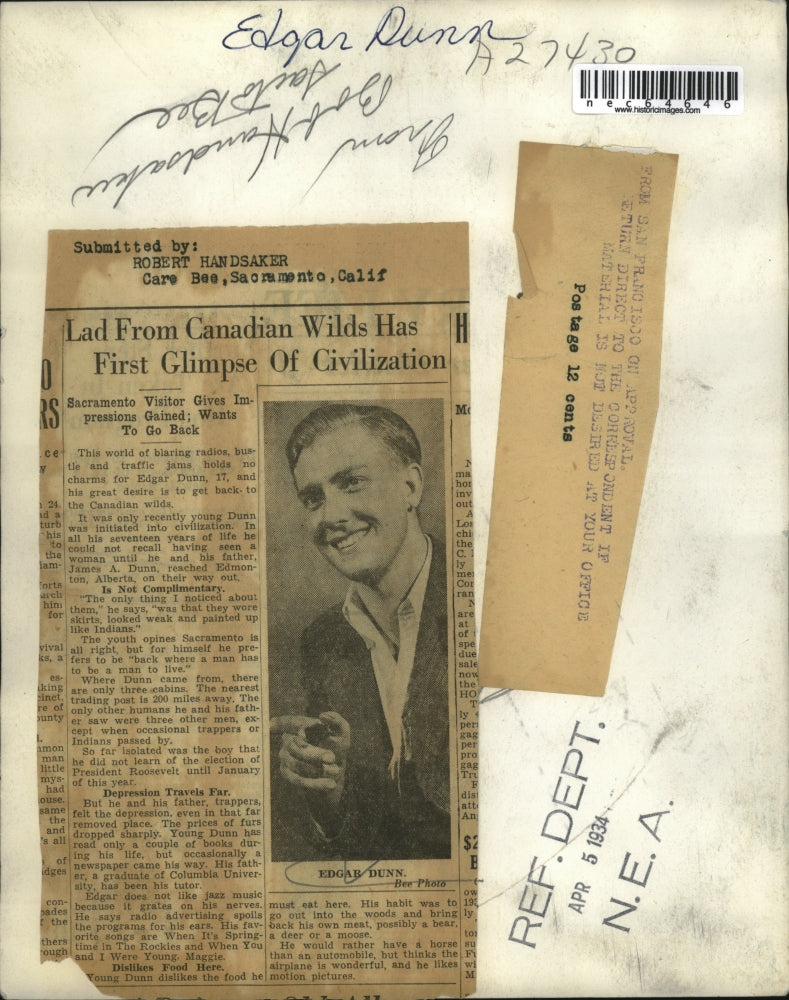 Edgar Dunn
A27430
From
Bob Handsaker
Sacto Bee
nec64646
www.historicimages.com
FROM SAN FRANCISCO ON APPROVAL.
RETURN DIRECT TO THE CORRESPONDENT IF
MATERIAL IS NOT DESIRED AT YOUR OFFICE
Postage 12 cents
Submitted by:
ROBERT HANDSAKER
Care Bee, Sacramento, Calif
Lad From Canadian Wilds Has
First Glimpse Of Civilization
Sacramento Visitor Gives Im-
pressions Gained; Wants
To Go Back
This world of blaring radios, bus-
tle and traffic jams holds no
charms for Edgar Dunn, 17, and
his great desire is to get back to
the Canadian wilds.
It was only recently young Dunn
was initiated into civilization. In
all his seventeen years of life he
could not recall having seen a
woman until he and his father,
James A. Dunn, reached Edmon-
ton, Alberta, on their way out.
Is Not Complimentary.
"The only thing I noticed about
them," he says, "was that they wore
skirts, looked weak and painted up
like Indians."
The youth opines Sacramento is
all right, but for himself he pre-
fers to be "back where a man has
to be a man to live."
Where Dunn came from, there
are only three cabins. The nearest
trading post is 200 miles away. The
only other humans he and his fath-
er saw were three other men, ex-
cept when occasional trappers or
Indians passed by.
So far isolated was the boy that
he did not learn of the election of
President Roosevelt until January
of this year.
Depression Travels Far.
But he and his father, trappers,
felt the depression, even in that far
removed place. The prices of furs
dropped sharply. Young Dunn has
read only a couple of books dur-
ing his life, but occasionally a
newspaper came his way. His fath-
er, a graduate of Columbia Univer-
sity, has been his tutor.
Edgar does not like jazz music
because it grates on his nerves.
He says radio advertising spoils
the programs for his ears. His fav-
orite songs are When It's Spring-
time in The Rockies and When You
and I Were Young, Maggie.
Dislikes Food Here.
Young Dunn dislikes the food he
EDGAR DUNN.
Bee Photo
must eat here. His habit was to
go out into the woods and bring
back his own meat, possibly a bear,
a deer or a moose.
He would rather have a horse
than an automobile, but thinks the
airplane is wonderful, and he likes
motion pictures.
REF. DEPT.
APR 5 1934
N.E.A.